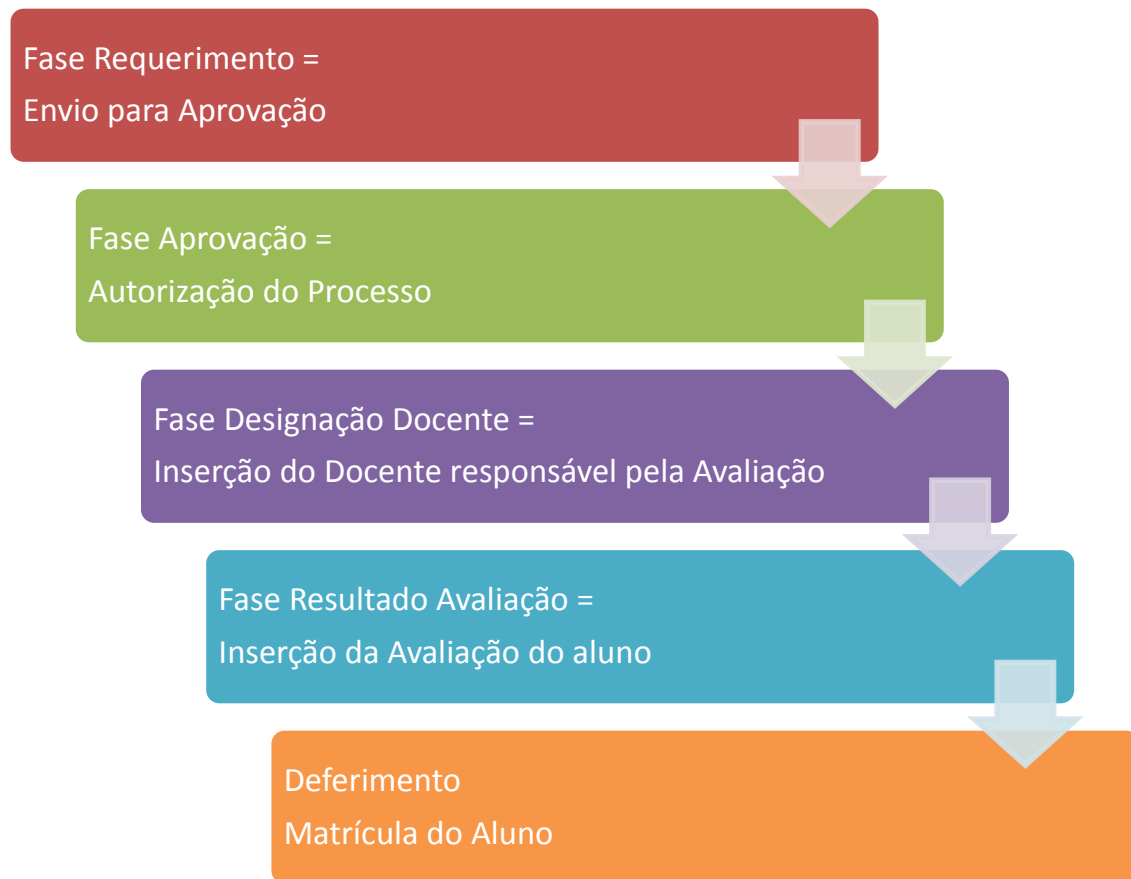 Fase Requerimento =
Envio para Aprovação
Fase Aprovação =
Autorização do Processo
Fase Designação Docente =
Inserção do Docente responsável pela Avaliação
Fase Resultado Avaliação =
Inserção da Avaliação do aluno
Deferimento
Matrícula do Aluno